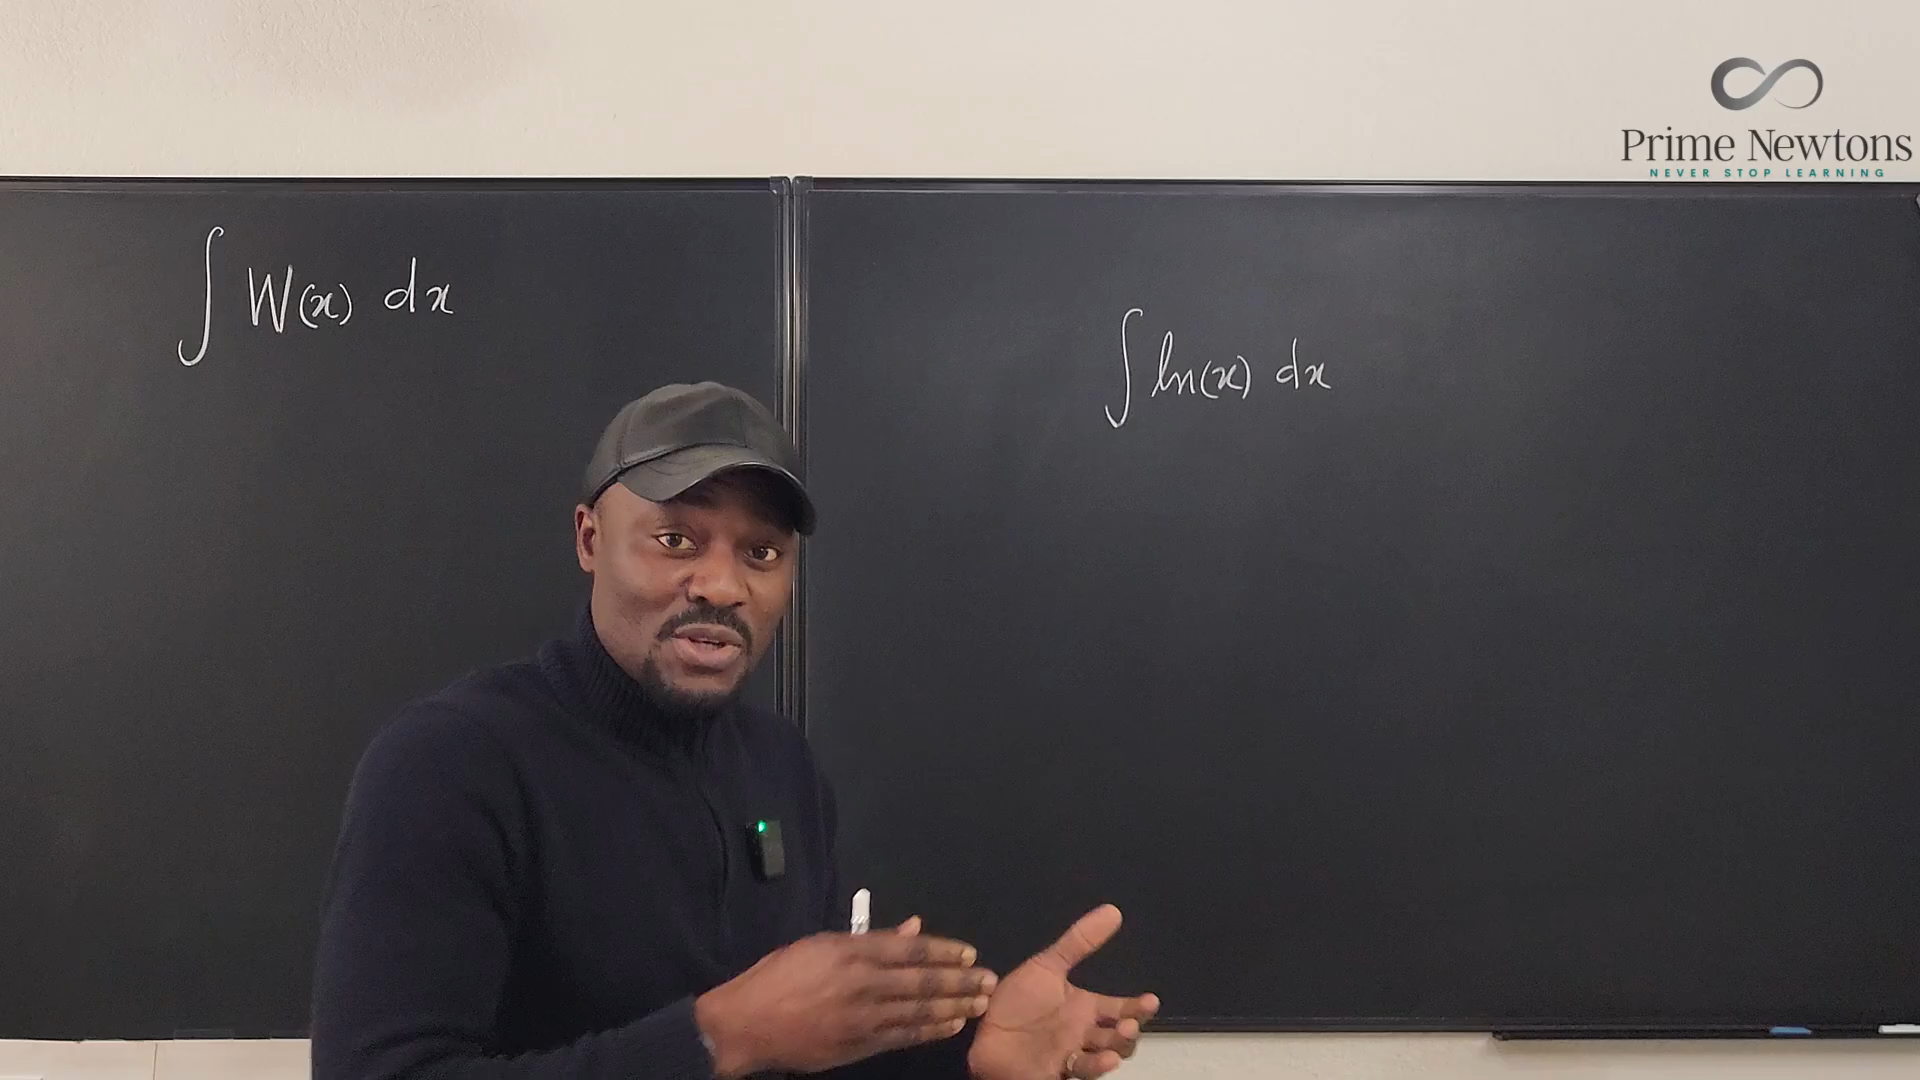 Prime Newtons
NEVER STOP LEARNING
∫ W(x) dx
∫ ln(x) dx